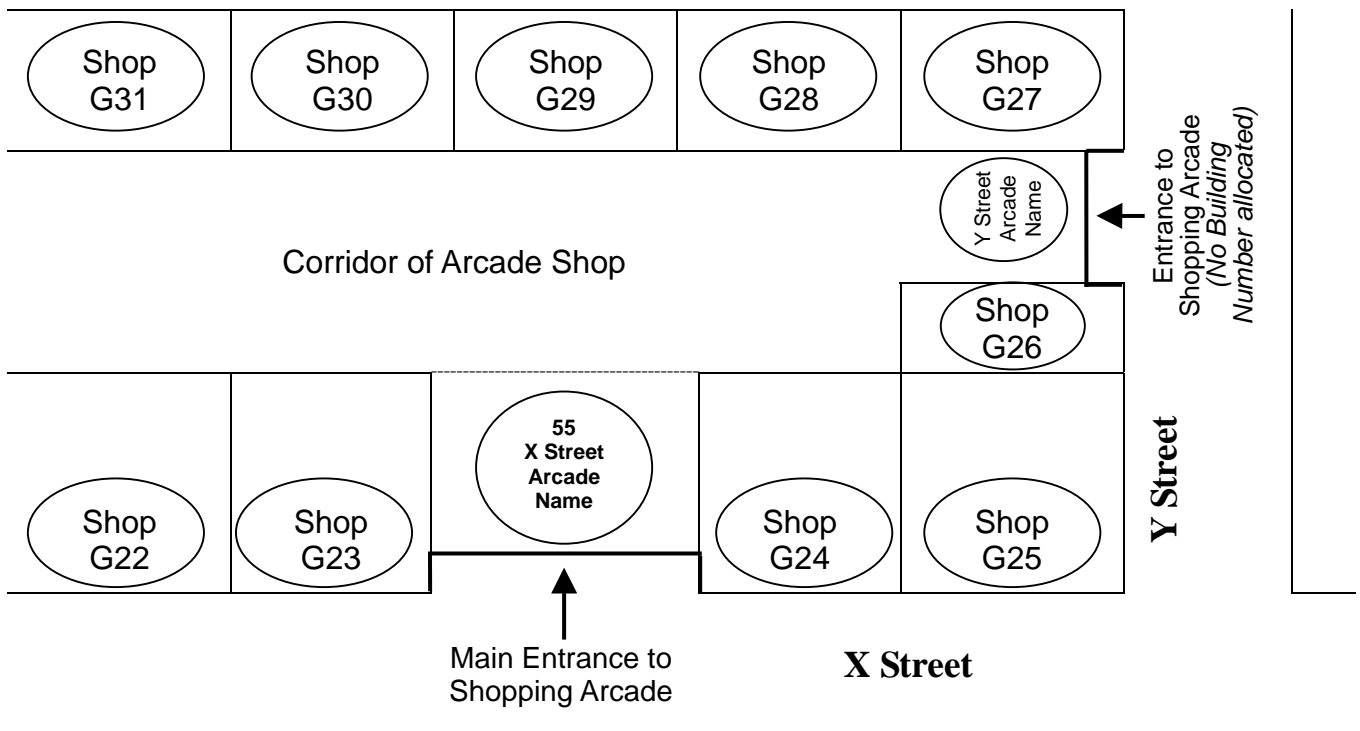 Shop
G31
Shop
G30
Shop
G29
Shop
G28
Shop
G27
Y Street
Arcade
Name
Entrance to
Shopping Arcade
(No Building
Number allocated)
Corridor of Arcade Shop
Shop
G26
55
X Street
Arcade
Name
Shop
G22
Shop
G23
Shop
G24
Shop
G25
Y Street
Main Entrance to
Shopping Arcade
X Street